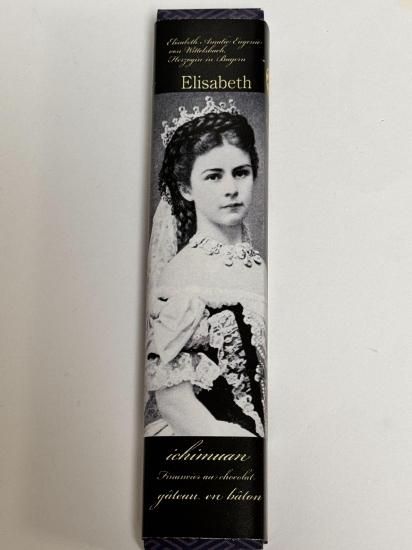 Elisabeth Amalie Eugenie
von Wittelsbach,
Herzogin in Bayern
Elisabeth
ichimuan
Financier au chocolat
gâteau en bâton